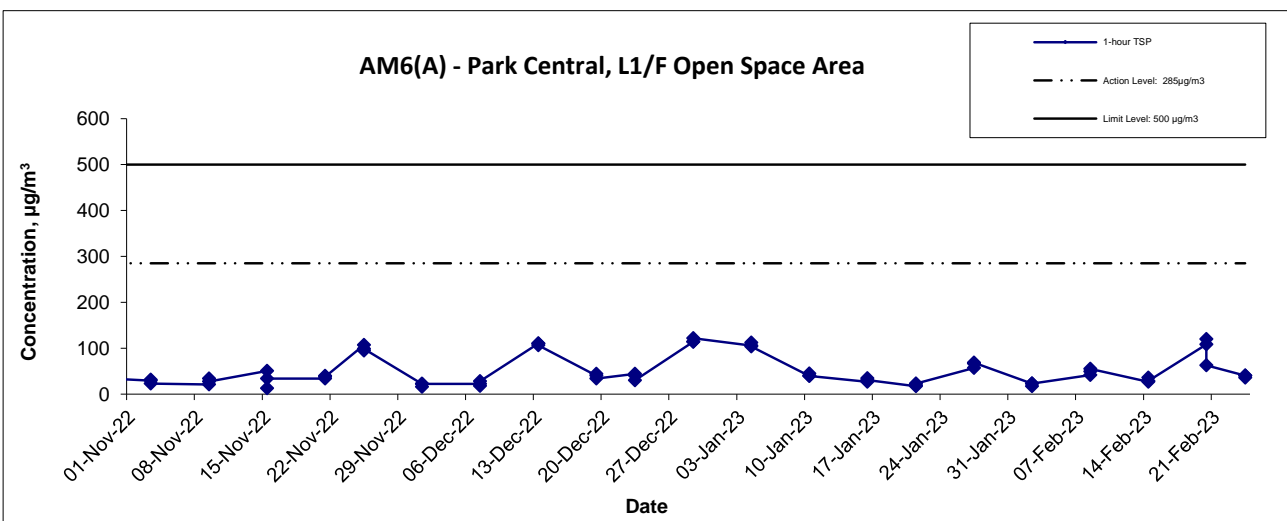 AM6(A) - Park Central, L1/F Open Space Area
1-hour TSP
Action Level: 285µg/m3
Limit Level: 500 µg/m3
Concentration, µg/m³
600
500
400
300
200
100
0
01-Nov-22
08-Nov-22
15-Nov-22
22-Nov-22
29-Nov-22
06-Dec-22
13-Dec-22
20-Dec-22
27-Dec-22
03-Jan-23
10-Jan-23
17-Jan-23
24-Jan-23
31-Jan-23
07-Feb-23
14-Feb-23
21-Feb-23
Date